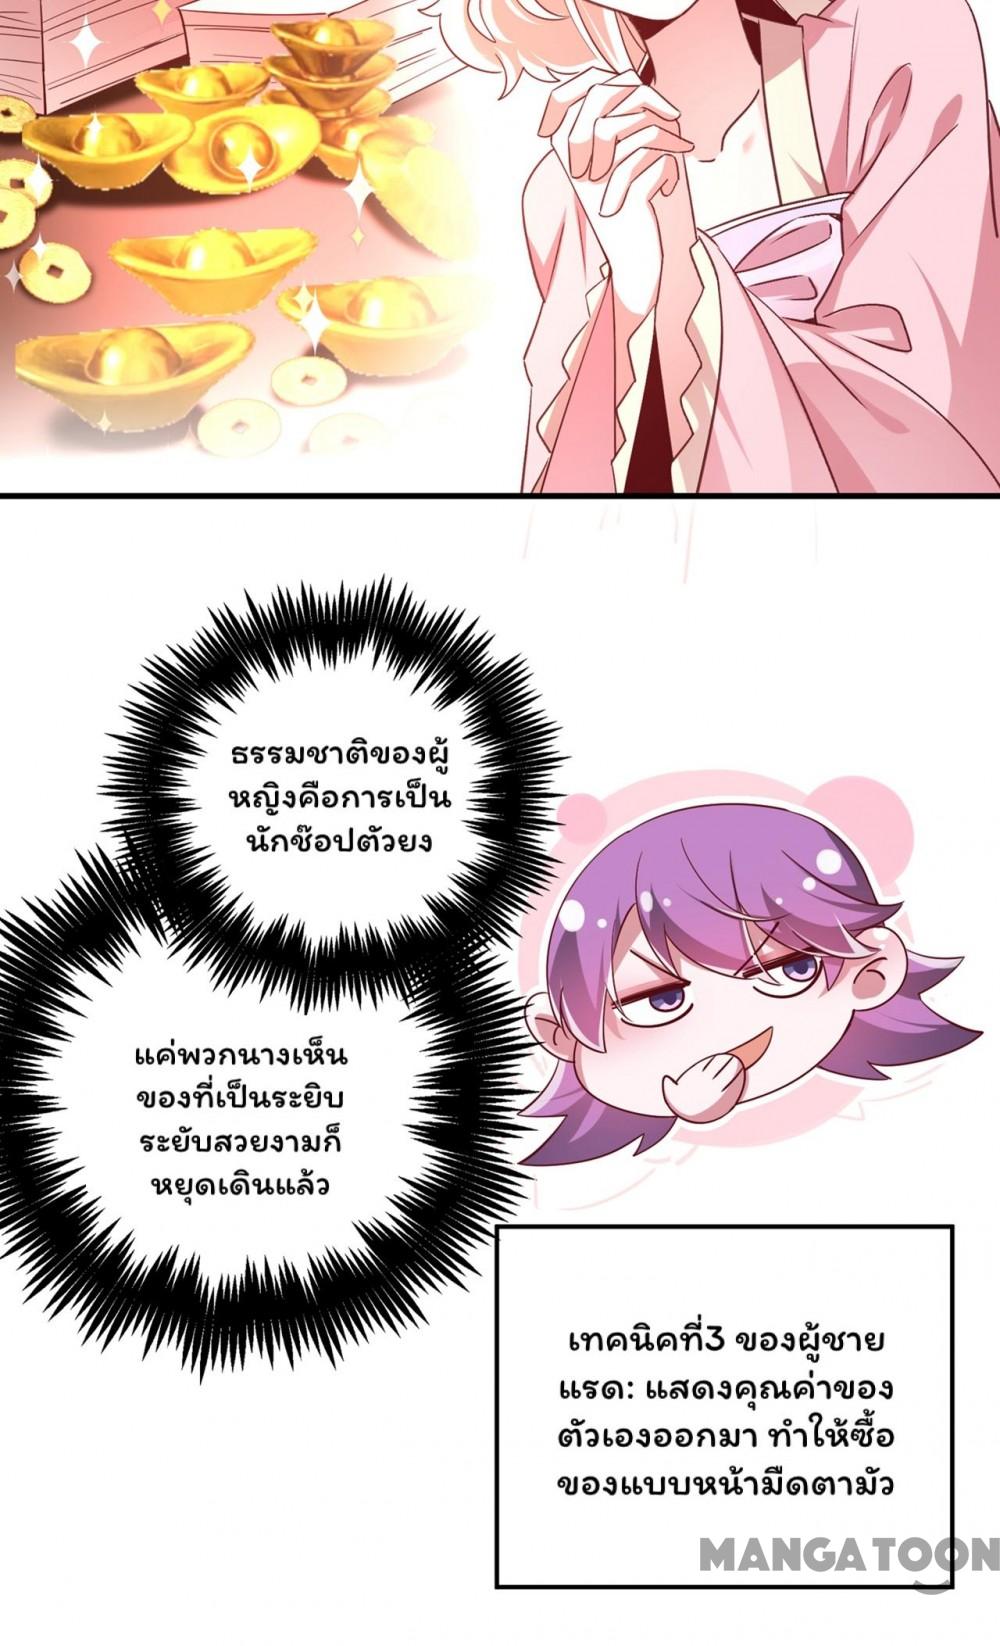 ธรรมชาติของผู้
หญิงคือการเป็น
นักช๊อปตัวยง
แค่พวกนางเห็น
ของที่เป็นระยิบ
ระยับสวยงามก็
หยุดเดินแล้ว
เทคนิคที่3 ของผู้ชาย
แรด: แสดงคุณค่าของ
ตัวเองออกมา ทำให้ซื้อ
ของแบบหน้ามืดตามัว
MANGATOON